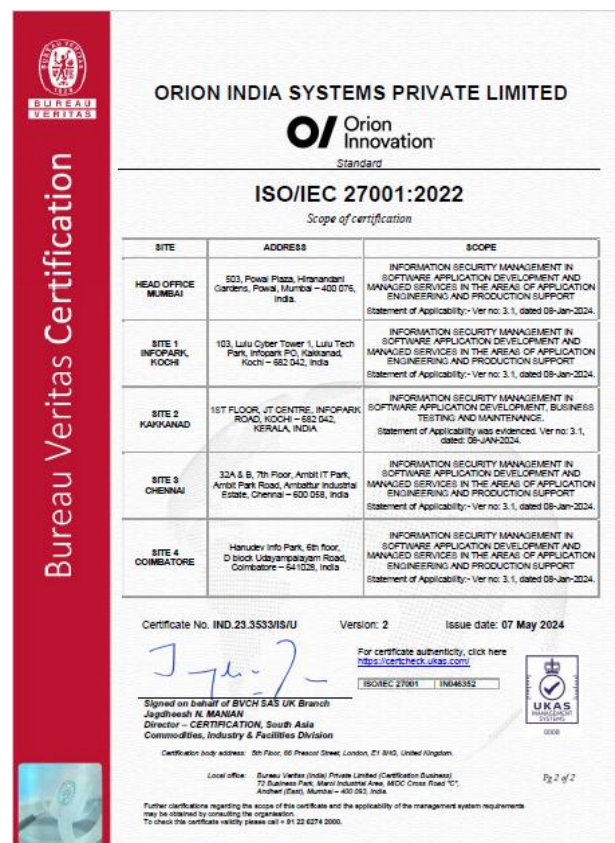 BUREAU
VERITAS
Bureau Veritas Certification
ORION INDIA SYSTEMS PRIVATE LIMITED
Orion
Innovation
Standard
ISO/IEC 27001:2022
Scope of certification
SITE ADDRESS SCOPE
HEAD OFFICE
MUMBAI
503, Powai Plaza, Hiranandani
Gardens, Powai, Mumbai – 400 076,
India.
INFORMATION SECURITY MANAGEMENT IN
SOFTWARE APPLICATION DEVELOPMENT AND
MANAGED SERVICES IN THE AREAS OF APPLICATION
ENGINEERING AND PRODUCTION SUPPORT
Statement of Applicability:- Ver no: 3.1, dated 08-Jan-2024.
SITE 1
INFOPARK,
KOCHI
103, Lulu Cyber Tower 1, Lulu Tech
Park, Infopark PO, Kakkanad,
Kochi – 682 042, India
INFORMATION SECURITY MANAGEMENT IN
SOFTWARE APPLICATION DEVELOPMENT AND
MANAGED SERVICES IN THE AREAS OF APPLICATION
ENGINEERING AND PRODUCTION SUPPORT
Statement of Applicability:- Ver no: 3.1, dated 08-Jan-2024.
SITE 2
KAKKANAD
1ST FLOOR, JT CENTRE, INFOPARK
ROAD, KOCHI – 682 042,
KERALA, INDIA
INFORMATION SECURITY MANAGEMENT IN
SOFTWARE APPLICATION DEVELOPMENT, BUSINESS
TESTING AND MAINTENANCE.
Statement of Applicability was evidenced. Ver no: 3.1,
dated: 08-JAN-2024.
SITE 3
CHENNAI
32A & B, 7th Floor, Ambit IT Park,
Ambit Park Road, Ambattur Industrial
Estate, Chennai – 600 058, India
INFORMATION SECURITY MANAGEMENT IN
SOFTWARE APPLICATION DEVELOPMENT AND
MANAGED SERVICES IN THE AREAS OF APPLICATION
ENGINEERING AND PRODUCTION SUPPORT
Statement of Applicability:- Ver no: 3.1, dated 08-Jan-2024.
SITE 4
COIMBATORE
Hanudev Info Park, 6th floor,
D block Udayampalayam Road,
Coimbatore – 641028, India
INFORMATION SECURITY MANAGEMENT IN
SOFTWARE APPLICATION DEVELOPMENT AND
MANAGED SERVICES IN THE AREAS OF APPLICATION
ENGINEERING AND PRODUCTION SUPPORT
Statement of Applicability:- Ver no: 3.1, dated 08-Jan-2024.
Certificate No. IND.23.3533/IS/U Version: 2 Issue date: 07 May 2024
For certificate authenticity, click here
https://certcheck.ukas.com/
ISO/IEC 27001 IN046352
UKAS
MANAGEMENT
SYSTEMS
0008
Signed on behalf of BVCH SAS UK Branch
Jagdheesh N. MANIAN
Director – CERTIFICATION, South Asia
Commodities, Industry & Facilities Division
Certification body address: 5th Floor, 66 Prescot Street, London, E1 8HG, United Kingdom.
Local office: Bureau Veritas (India) Private Limited (Certification Business)
72 Business Park, Marol Industrial Area, MIDC Cross Road "C",
Andheri (East), Mumbai – 400 093, India.
Pg 2 of 2
Further clarifications regarding the scope of this certificate and the applicability of the management system requirements
may be obtained by consulting the organisation.
To check this certificate validity please call + 91 22 6274 2000.